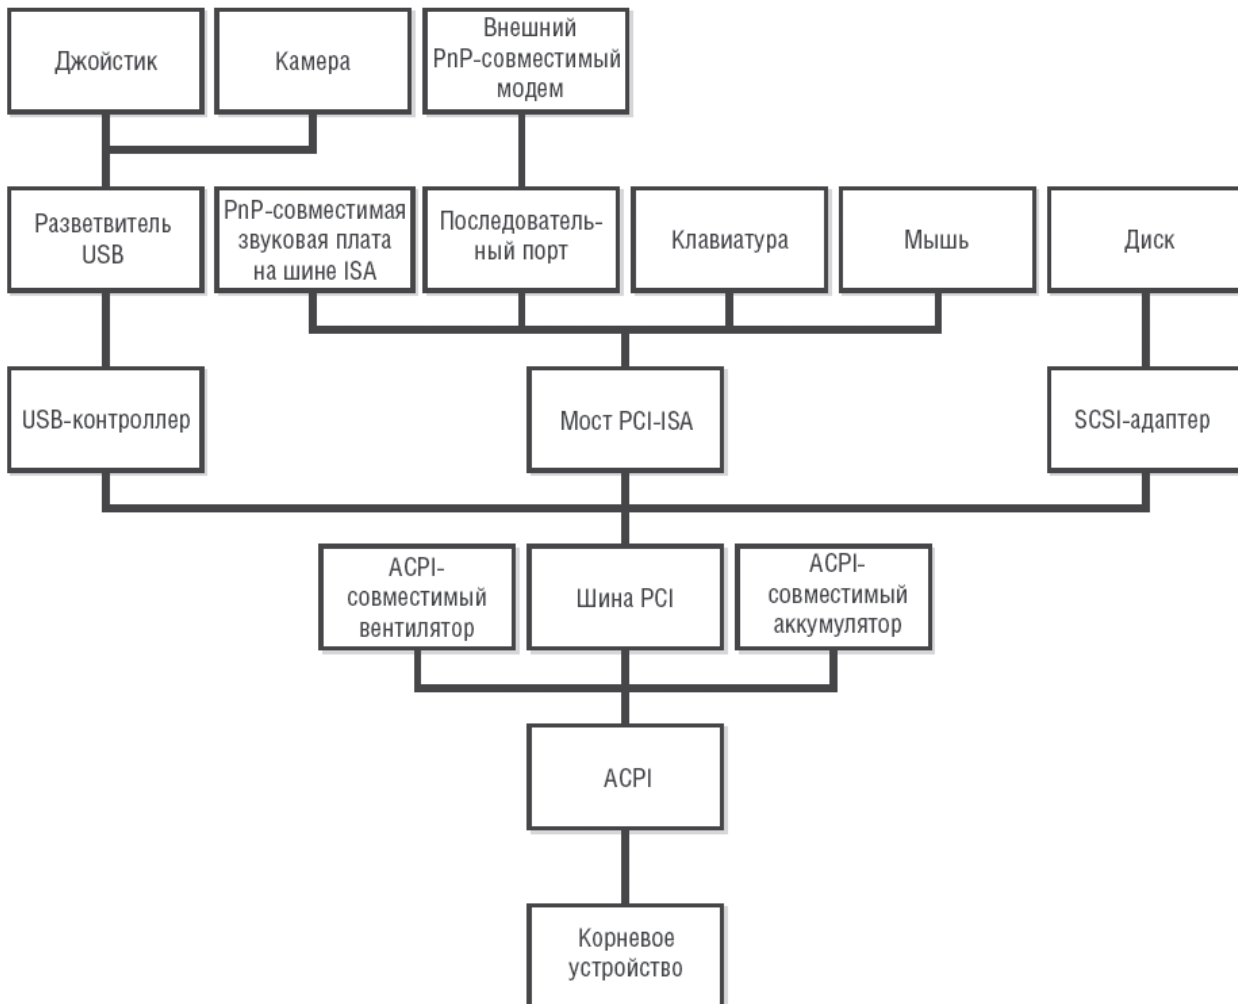 Джойстик
Камера
Внешний
PnP-совместимый
модем
Разветвитель
USB
PnP-совместимая
звуковая плата
на шине ISA
Последователь-
ный порт
Клавиатура
Мышь
Диск
USB-контроллер
Мост PCI-ISA
SCSI-адаптер
ACPI-
совместимый
вентилятор
Шина PCI
ACPI-
совместимый
аккумулятор
ACPI
Корневое
устройство